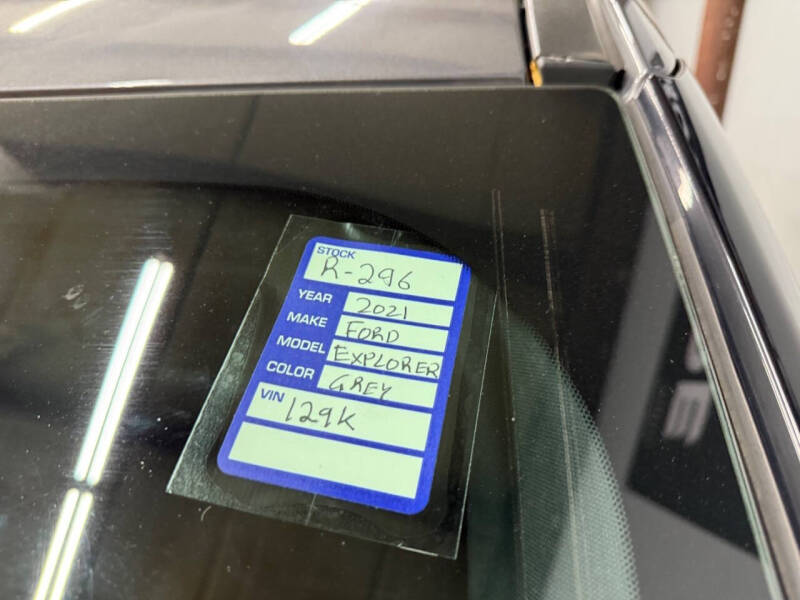 STOCK
R-296
YEAR 2021
MAKE FORD
MODEL EXPLORER
COLOR GREY
VIN 129K